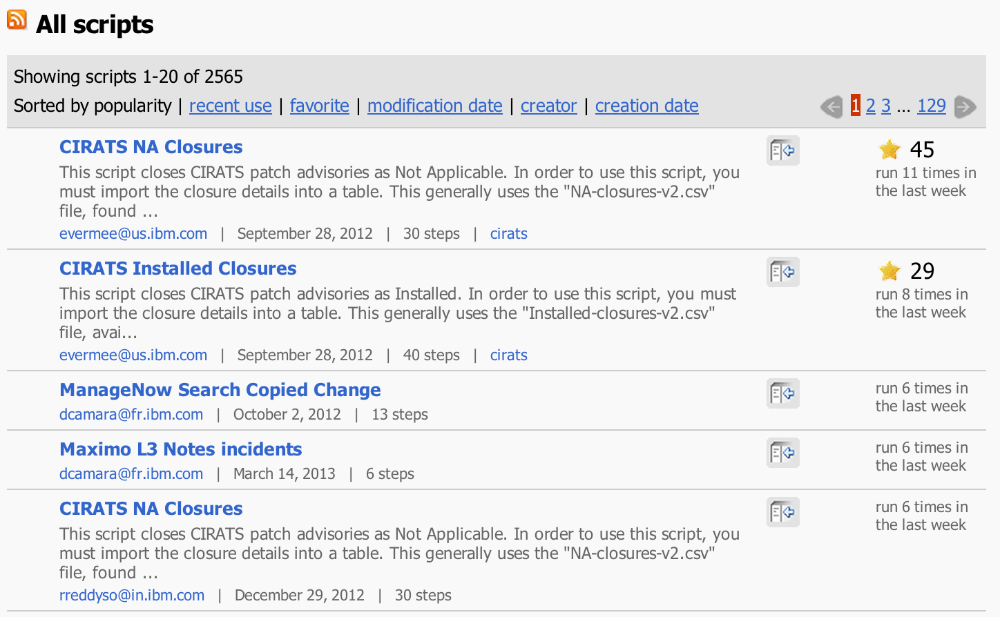 All scripts
Showing scripts 1-20 of 2565
Sorted by popularity | recent use | favorite | modification date | creator | creation date 1 2 3 ... 129
CIRATS NA Closures
This script closes CIRATS patch advisories as Not Applicable. In order to use this script, you
must import the closure details into a table. This generally uses the "NA-closures-v2.csv"
file, found ...
evermee@us.ibm.com | September 28, 2012 | 30 steps | cirats
45
run 11 times in
the last week
CIRATS Installed Closures
This script closes CIRATS patch advisories as Installed. In order to use this script, you must
import the closure details into a table. This generally uses the "Installed-closures-v2.csv"
file, avai...
evermee@us.ibm.com | September 28, 2012 | 40 steps | cirats
29
run 8 times in
the last week
ManageNow Search Copied Change
dcamara@fr.ibm.com | October 2, 2012 | 13 steps
run 6 times in
the last week
Maximo L3 Notes incidents
dcamara@fr.ibm.com | March 14, 2013 | 6 steps
run 6 times in
the last week
CIRATS NA Closures
This script closes CIRATS patch advisories as Not Applicable. In order to use this script, you
must import the closure details into a table. This generally uses the "NA-closures-v2.csv"
file, found ...
rreddyso@in.ibm.com | December 29, 2012 | 30 steps
run 6 times in
the last week